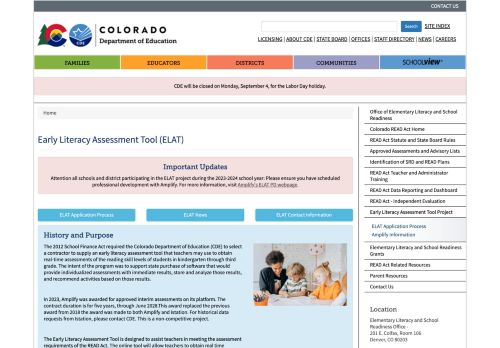 CONTACT US
COLORADO
Department of Education
CDE
Search
SITE INDEX
LICENSING | ABOUT CDE | STATE BOARD | OFFICES | STAFF DIRECTORY | NEWS | CAREERS
FAMILIES
EDUCATORS
DISTRICTS
COMMUNITIES
SCHOOLVIEW
CDE will be closed on Monday, September 4, for the Labor Day holiday.
Home
Early Literacy Assessment Tool (ELAT)
Important Updates
Attention all schools and districts participating in the ELAT project during the 2023-2024 school year: Please ensure you have scheduled
professional development with Amplify. For more information, visit Amplify's ELAT PD webpage.
ELAT Application Process
ELAT News
ELAT Contact Information
History and Purpose
The 2012 School Finance Act required the Colorado Department of Education (CDE) to select
a contractor to supply an early literacy assessment tool that teachers may use to obtain
real-time assessments of the reading skill levels of students in kindergarten through third
grade. The intent of the program was to support state purchase of software that would
provide individualized assessments with immediate results, store and analyze those results,
and recommend activities based on those results.
In 2023, Amplify was awarded for approved interim assessments on its platform. The
contract duration is for five years, through June 2028.This award replaced the previous
award from 2018 the award was made to both Amplify and Istation. For historical data
requests from Istation, please contact CDE. This is a non-competitive project.
The Early Literacy Assessment Tool is designed to assist teachers in meeting the assessment
requirements of the READ Act. The online tool will allow teachers to obtain real time
Office of Elementary Literacy and School
Readiness
Colorado READ Act Home
READ Act Statute and State Board Rules
Approved Assessments and Advisory Lists
Identification of SRD and READ Plans
READ Act Teacher and Administrator
Training
READ Act Data Reporting and Dashboard
READ Act - Independent Evaluation
Early Literacy Assessment Tool Project
ELAT Application Process
Amplify Information
Elementary Literacy and School Readiness
Grants
READ Act Related Resources
Parent Resources
Contact Us
Location
Elementary Literacy and School
Readiness Office
201 E. Colfax, Room 106
Denver, CO 80203